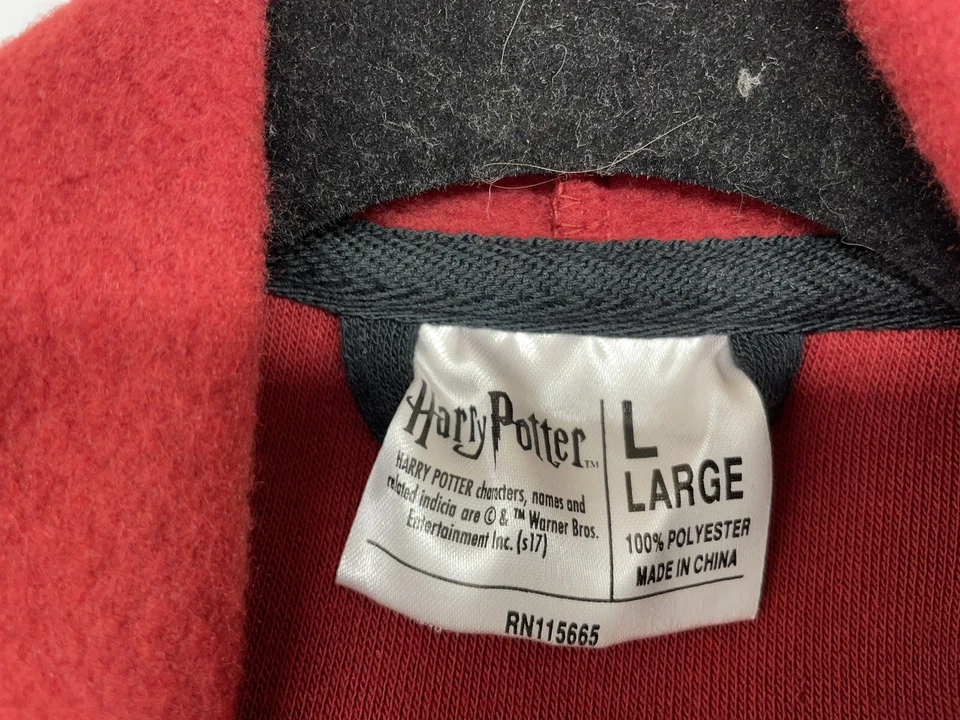 Harry Potter™
HARRY POTTER characters, names and
related indicia are © & ™ Warner Bros.
Entertainment Inc. (s17)
L
LARGE
100% POLYESTER
MADE IN CHINA
RN115665